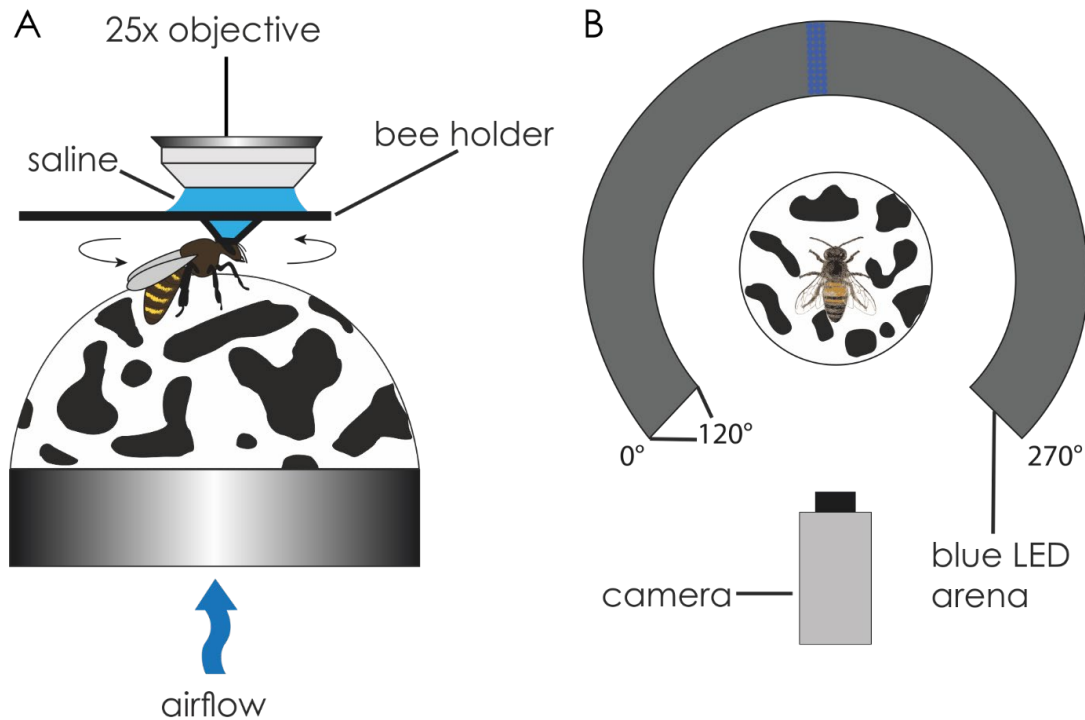 A
25x objective
saline
bee holder
airflow
B
0°
120°
270°
camera
blue LED
arena